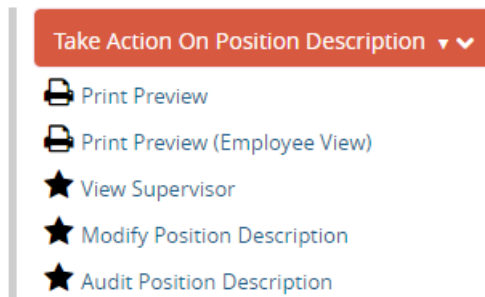 Take Action On Position Description
Print Preview
Print Preview (Employee View)
View Supervisor
Modify Position Description
Audit Position Description